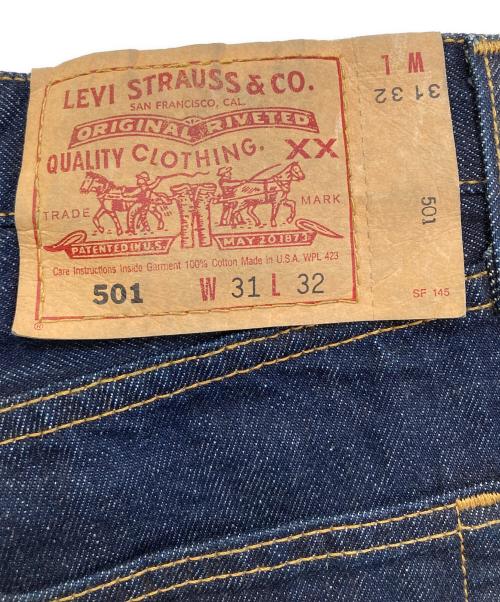 LEVI STRAUSS & CO.
SAN FRANCISCO, CAL.
ORIGINAL RIVETED
QUALITY CLOTHING. XX
TRADE MARK
PATENTED IN U.S. MAY 20 1873
Care Instructions Inside Garment 100% Cotton Made in U.S.A. WPL 423
501 W 31 L 32
®
W L
31 32
501
SF 145